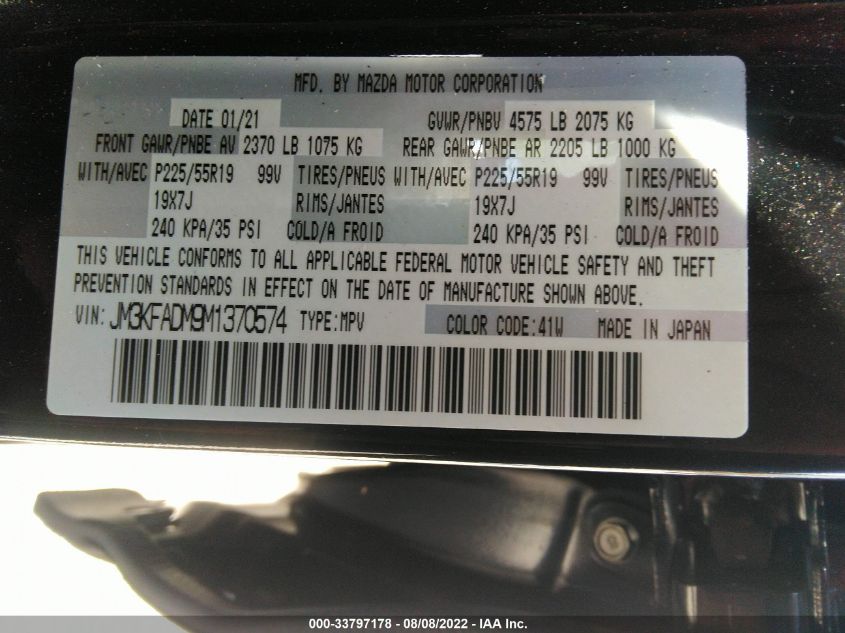 MFD. BY MAZDA MOTOR CORPORATION
DATE 01/21 GVWR/PNBV 4575 LB 2075 KG
FRONT GAWR/PNBE AV 2370 LB 1075 KG REAR GAWR/PNBE AR 2205 LB 1000 KG
WITH/AVEC P225/55R19 99V TIRES/PNEUS WITH/AVEC P225/55R19 99V TIRES/PNEUS
19X7J RIMS/JANTES 19X7J RIMS/JANTES
240 KPA/35 PSI COLD/A FROID 240 KPA/35 PSI COLD/A FROID
THIS VEHICLE CONFORMS TO ALL APPLICABLE FEDERAL MOTOR VEHICLE SAFETY AND THEFT
PREVENTION STANDARDS IN EFFECT ON THE DATE OF MANUFACTURE SHOWN ABOVE.
VIN: JM3KFADM9M1370574 TYPE:MPV COLOR CODE:41W MADE IN JAPAN
000-33797178 - 08/08/2022 - IAA Inc.